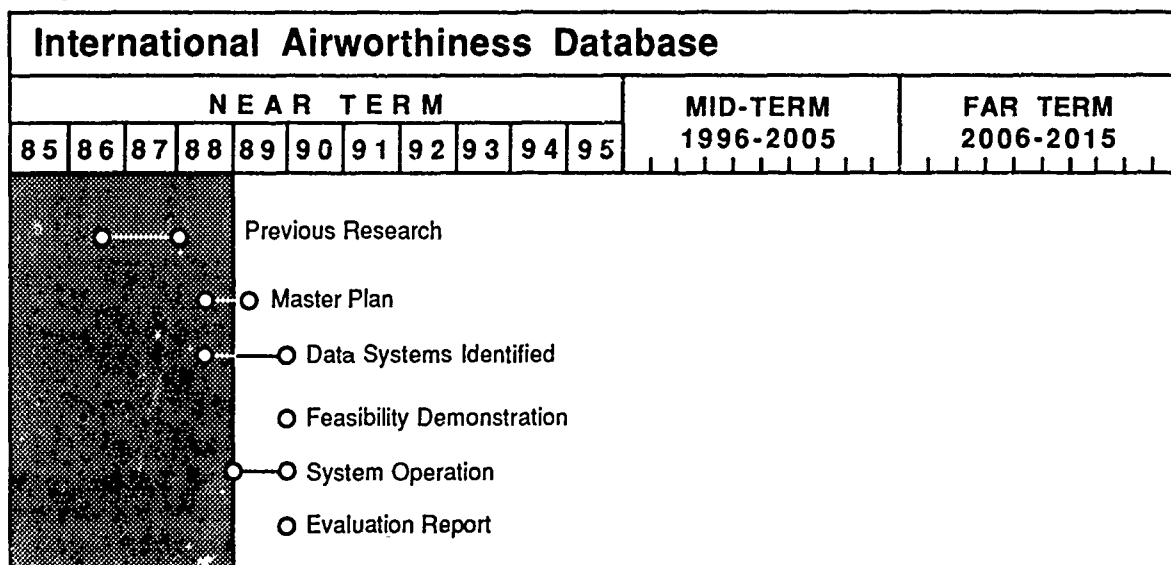 International Airworthiness Database
NEAR TERM
MID-TERM
1996-2005
FAR TERM
2006-2015
85 86 87 88 89 90 91 92 93 94 95
Previous Research
Master Plan
Data Systems Identified
Feasibility Demonstration
System Operation
Evaluation Report